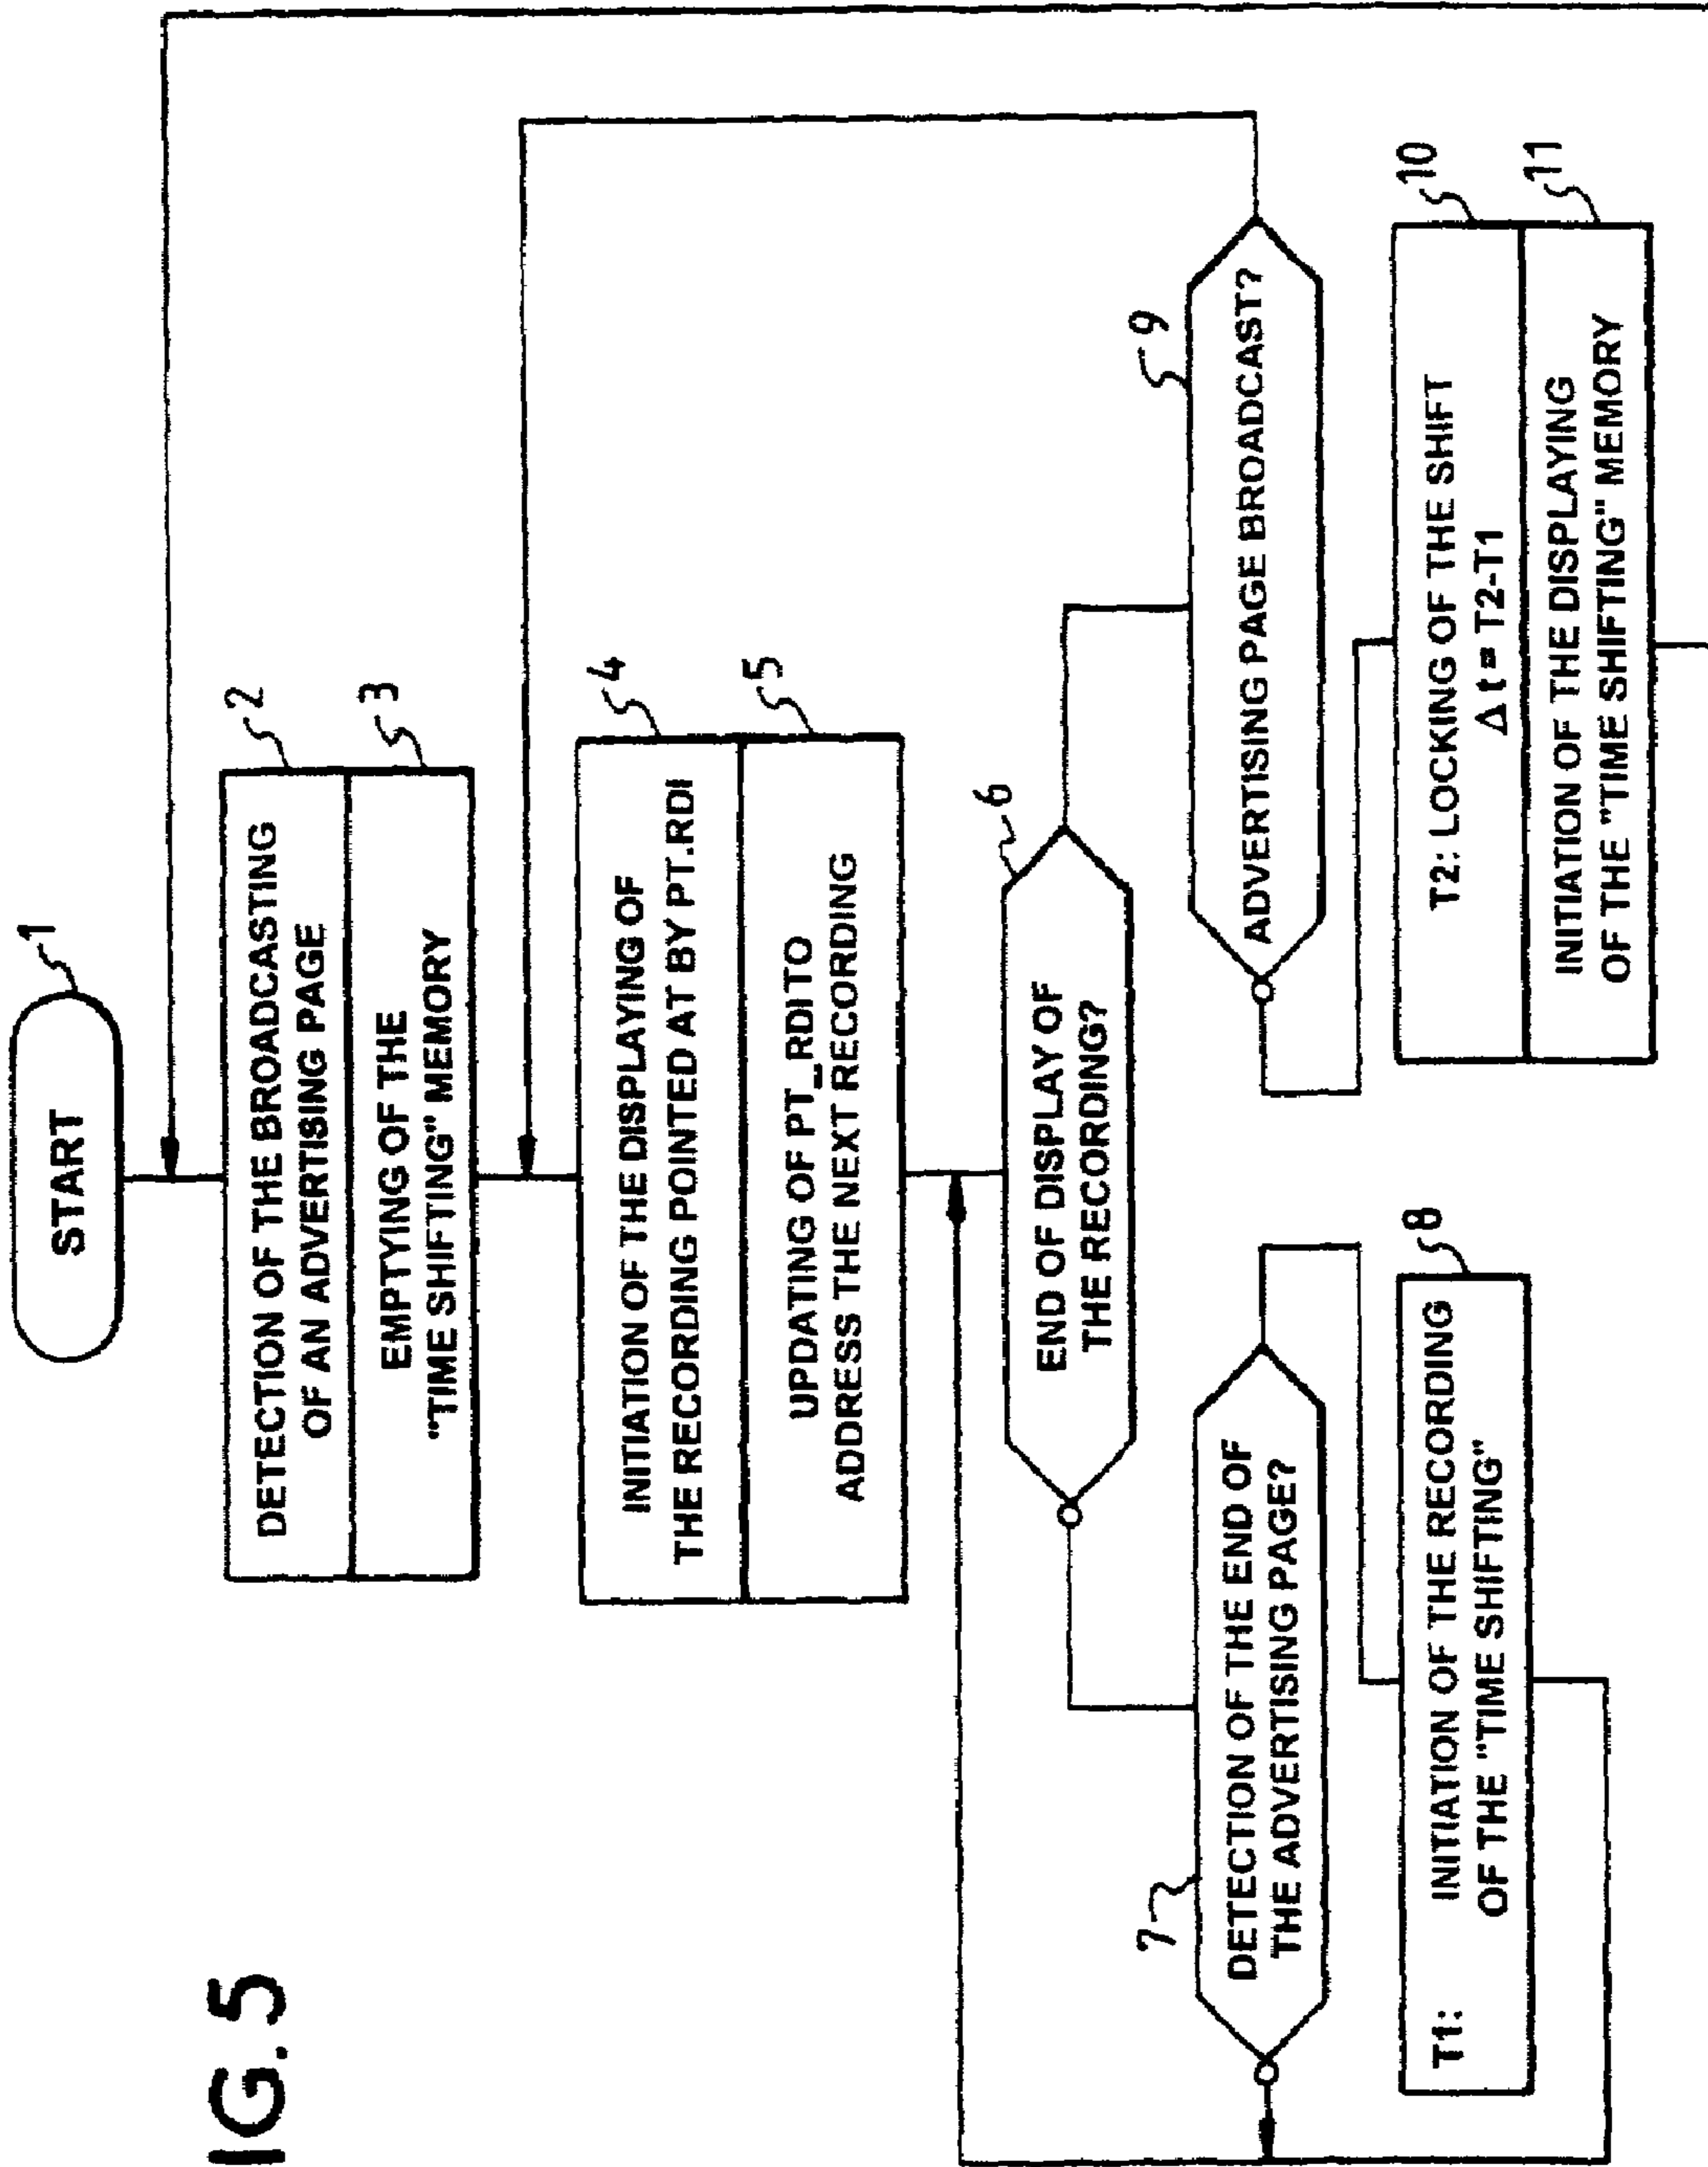 IG. 5
START
1
DETECTION OF THE BROADCASTING
OF AN ADVERTISING PAGE
2
EMPTYING OF THE
"TIME SHIFTING" MEMORY
3
INITIATION OF THE DISPLAYING OF
THE RECORDING POINTED AT BY PT.RDI
4
UPDATING OF PT_RDI TO
ADDRESS THE NEXT RECORDING
5
END OF DISPLAY OF
THE RECORDING?
6
7
DETECTION OF THE END OF
THE ADVERTISING PAGE?
9
ADVERTISING PAGE BROADCAST?
T1: INITIATION OF THE RECORDING
OF THE "TIME SHIFTING"
8
T2: LOCKING OF THE SHIFT
Δ t = T2-T1
10
INITIATION OF THE DISPLAYING
OF THE "TIME SHIFTING" MEMORY
11